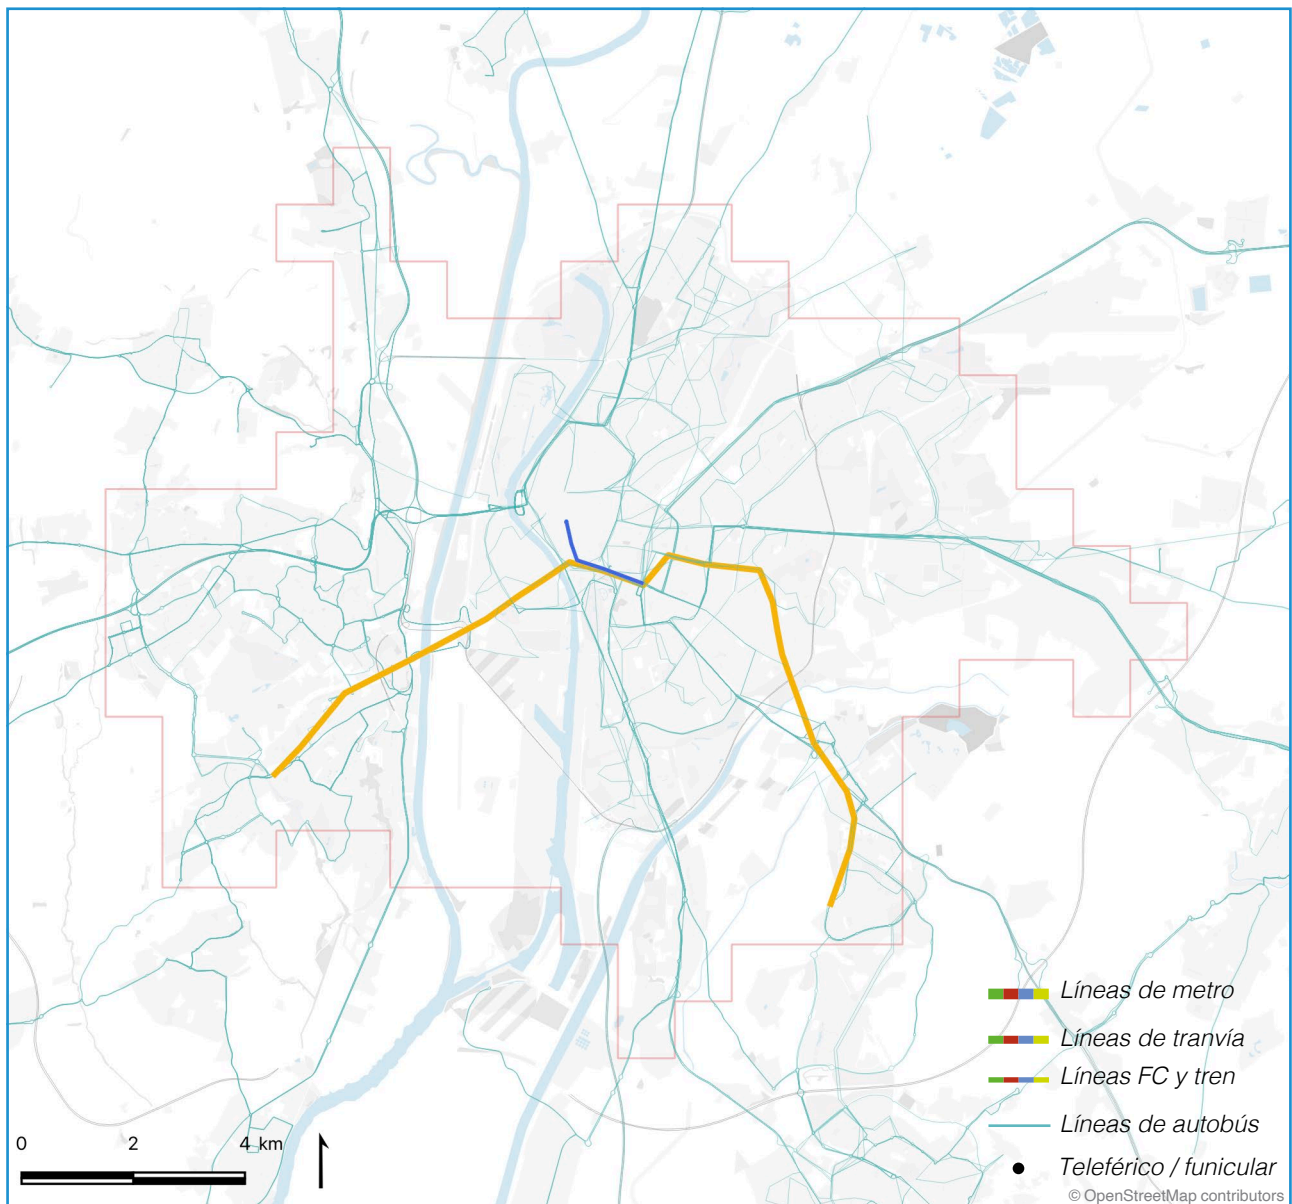 Líneas de metro
Líneas de tranvía
Líneas FC y tren
Líneas de autobús
Teleférico / funicular
0 2 4 km
© OpenStreetMap contributors